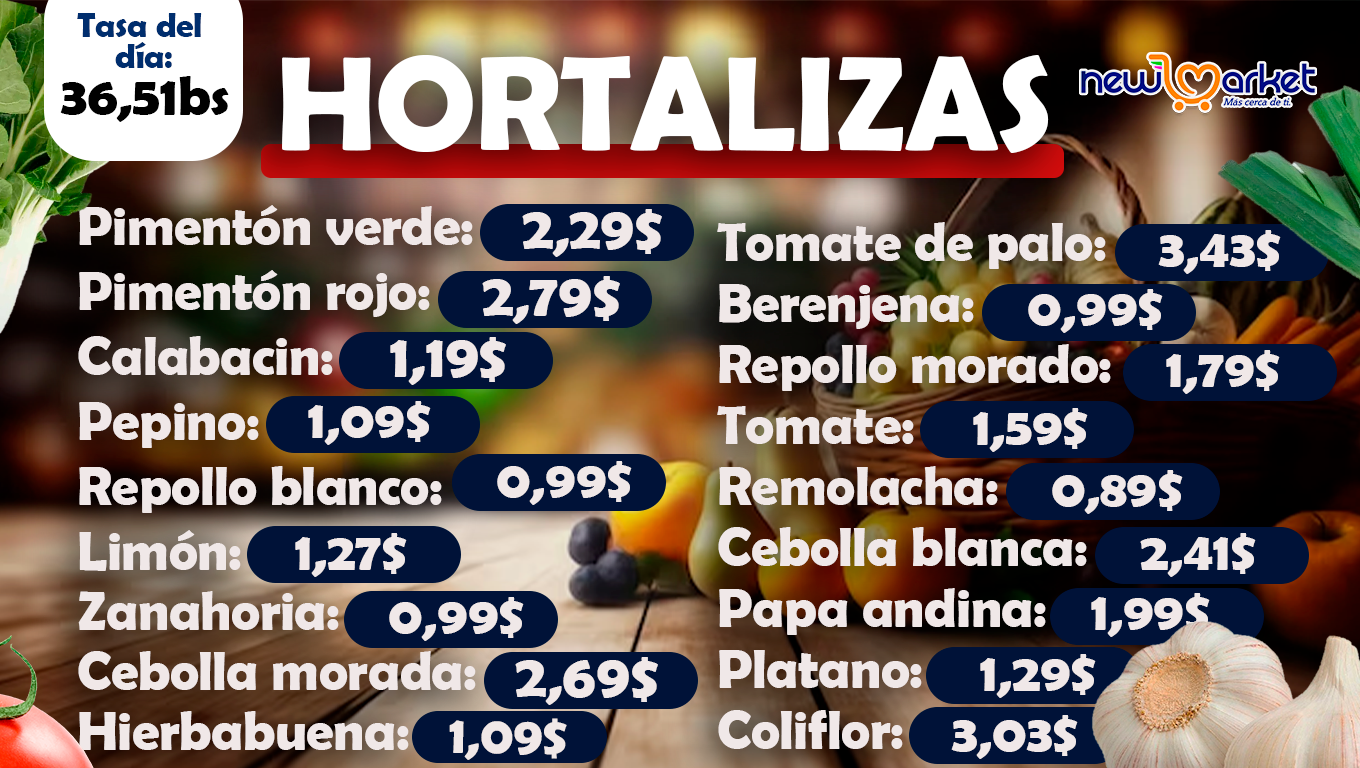 Tasa del
día:
36,51bs
HORTALIZAS
new market
Más cerca de ti.
Pimentón verde: 2,29$
Pimentón rojo: 2,79$
Calabacin: 1,19$
Pepino: 1,09$
Repollo blanco: 0,99$
Limón: 1,27$
Zanahoria: 0,99$
Cebolla morada: 2,69$
Hierbabuena: 1,09$
Tomate de palo: 3,43$
Berenjena: 0,99$
Repollo morado: 1,79$
Tomate: 1,59$
Remolacha: 0,89$
Cebolla blanca: 2,41$
Papa andina: 1,99$
Platano: 1,29$
Coliflor: 3,03$